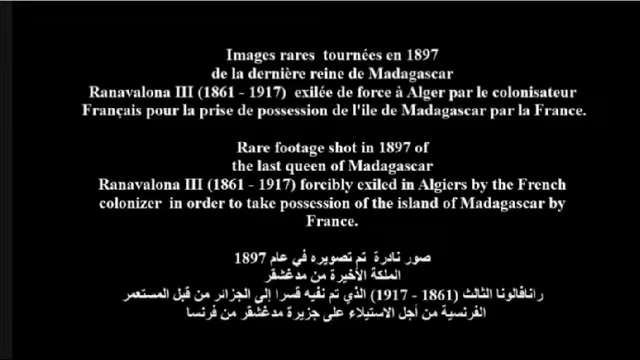 Images rares tournées en 1897
de la dernière reine de Madagascar
Ranavalona III (1861 - 1917) exilée de force à Alger par le colonisateur
Français pour la prise de possession de l'ile de Madagascar par la France.
Rare footage shot in 1897 of
the last queen of Madagascar
Ranavalona III (1861 - 1917) forcibly exiled in Algiers by the French
colonizer in order to take possession of the island of Madagascar by
France.
صور نادرة تم تصويره في عام 1897
الملكة الأخيرة من مدغشقر
رانافالونا الثالث (1861 - 1917) الذي تم نفيه قسرا إلى الجزائر من قبل المستعمر
الفرنسية من أجل الاستيلاء على جزيرة مدغشقر من فرنسا